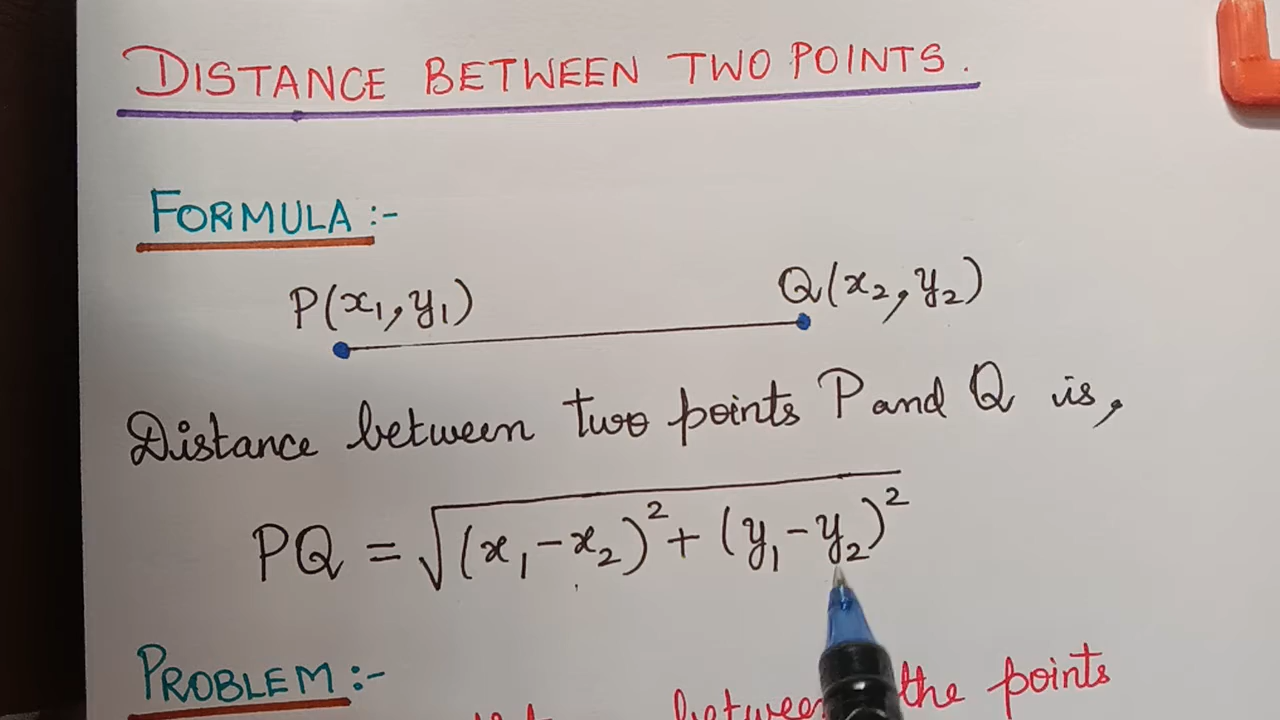 DISTANCE BETWEEN TWO POINTS.
FORMULA :-
P(x₁, y₁) Q(x₂, y₂)
Distance between two points P and Q is,
PQ = √((x₁ - x₂)² + (y₁ - y₂)²)
PROBLEM :-
between the points